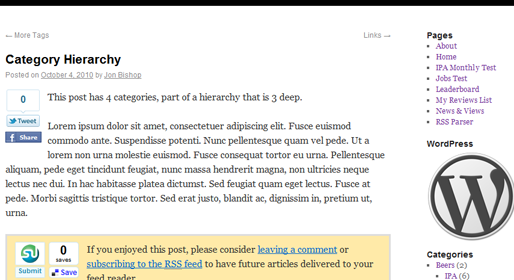 ← More Tags
Links →
Category Hierarchy
Posted on October 4, 2010 by Jon Bishop
0
Tweet
Share
This post has 4 categories, part of a hierarchy that is 3 deep.
Lorem ipsum dolor sit amet, consectetuer adipiscing elit. Fusce euismod
commodo ante. Suspendisse potenti. Nunc pellentesque quam vel pede. Ut a
lorem non urna molestie euismod. Fusce consequat tortor eu urna. Pellentesque
aliquam, pede eget tincidunt feugiat, nunc massa hendrerit magna, non ultricies neque
lectus nec dui. In hac habitasse platea dictumst. Sed feugiat quam eget lectus. Fusce at
pede. Morbi sagittis tristique tortor. Sed erat justo, blandit ac, dignissim in, pretium ut,
urna.
Submit
0
saves
Save
If you enjoyed this post, please consider leaving a comment or
subscribing to the RSS feed to have future articles delivered to your
feed reader.
Pages
About
Home
IPA Monthly Test
Jobs Test
Leaderboard
My Reviews List
News & Views
RSS Parser
WordPress
Categories
Beers (2)
IPA (6)